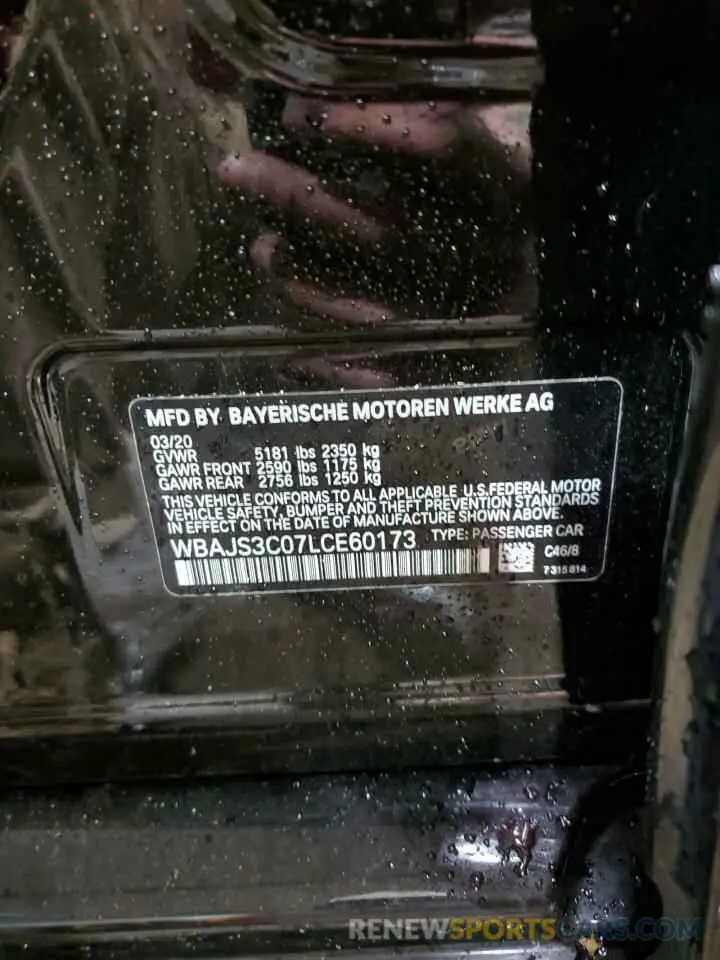 MFD BY BAYERISCHE MOTOREN WERKE AG
03/20
GVWR 5181 lbs 2350 kg
GAWR FRONT 2590 lbs 1175 kg
GAWR REAR 2756 lbs 1250 kg
THIS VEHICLE CONFORMS TO ALL APPLICABLE U.S.FEDERAL MOTOR
VEHICLE SAFETY, BUMPER, AND THEFT PREVENTION STANDARDS
IN EFFECT ON THE DATE OF MANUFACTURE SHOWN ABOVE.
WBAJS3C07LCE60173 TYPE: PASSENGER CAR
C46/8
7315814
RENEWSPORTSCARS.COM